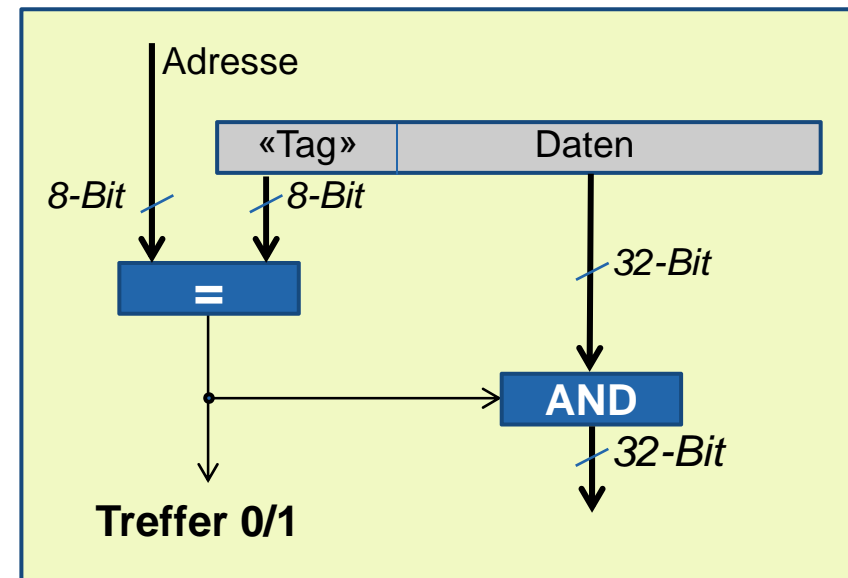 Adresse
«Tag» Daten
8-Bit 8-Bit
32-Bit
=
AND
32-Bit
Treffer 0/1